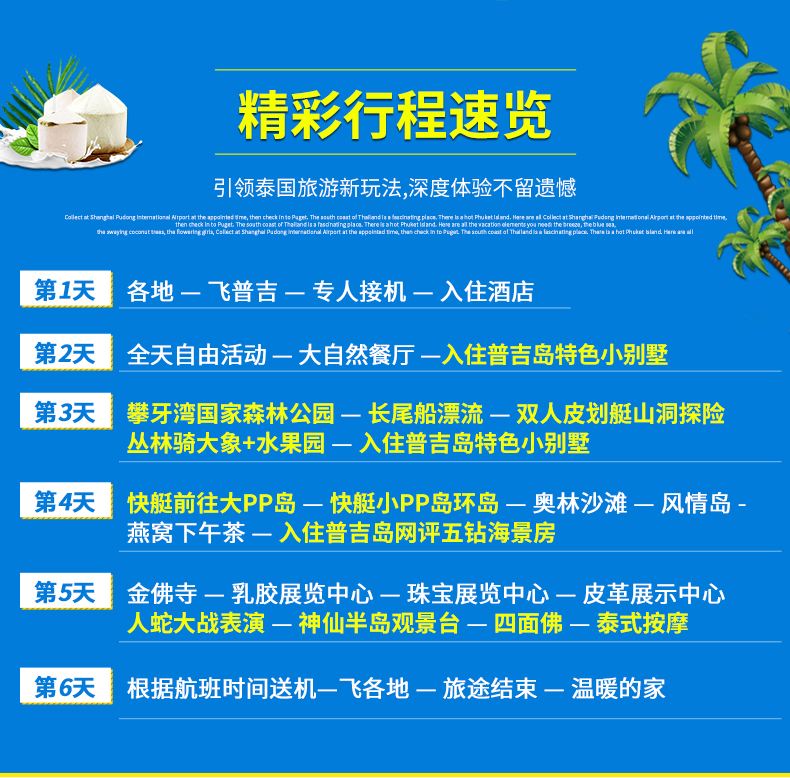 精彩行程速览
引领泰国旅游新玩法,深度体验不留遗憾
Collect at Shanghai Pudong International Airport at the appointed time, then check in to Puget. The south coast of Thailand is a fascinating place. There is a hot Phuket Island. Here are all Collect at Shanghai Pudong International Airport at the appointed time,
then check in to Puget. The south coast of Thailand is a fascinating place. There is a hot Phuket Island. Here are all the vacation elements you need: the breeze, the blue sea,
the swaying coconut trees, the flowering girls, Collect at Shanghai Pudong International Airport at the appointed time, then check in to Puget. The south coast of Thailand is a fascinating place. There is a hot Phuket Island. Here are all
第1天 各地 — 飞普吉 — 专人接机 — 入住酒店
第2天 全天自由活动 — 大自然餐厅 —入住普吉岛特色小别墅
第3天 攀牙湾国家森林公园 — 长尾船漂流 — 双人皮划艇山洞探险
丛林骑大象+水果园 — 入住普吉岛特色小别墅
第4天 快艇前往大PP岛 — 快艇小PP岛环岛 — 奥林沙滩 — 风情岛 -
燕窝下午茶 — 入住普吉岛网评五钻海景房
第5天 金佛寺 — 乳胶展览中心 — 珠宝展览中心 — 皮革展示中心
人蛇大战表演 — 神仙半岛观景台 — 四面佛 — 泰式按摩
第6天 根据航班时间送机—飞各地 — 旅途结束 — 温暖的家